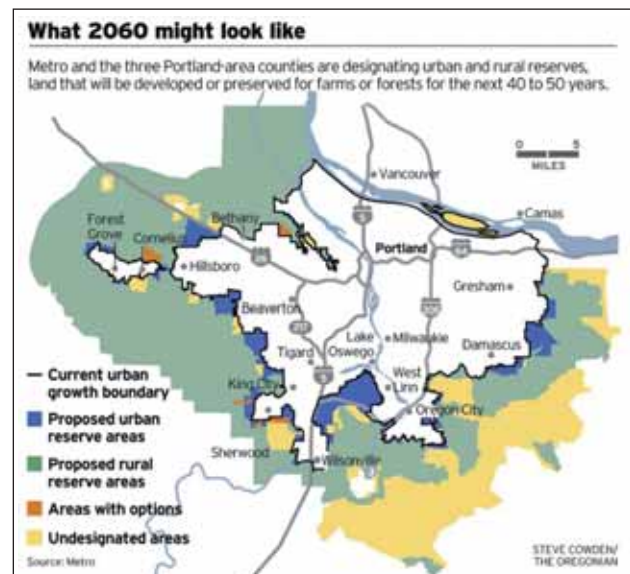 What 2060 might look like
Metro and the three Portland-area counties are designating urban and rural reserves,
land that will be developed or preserved for farms or forests for the next 40 to 50 years.
0 5
MILES
Vancouver
Camas
Forest
Grove
Cornelius
Bethany
Portland
Hillsboro
Gresham
Beaverton
217
Lake
Oswego
Milwaukie
Damascus
Tigard
West
Linn
King City
Oregon City
Sherwood
Wilsonville
Current urban
growth boundary
Proposed urban
reserve areas
Proposed rural
reserve areas
Areas with options
Undesignated areas
Source: Metro
STEVE COWDEN/
THE OREGONIAN